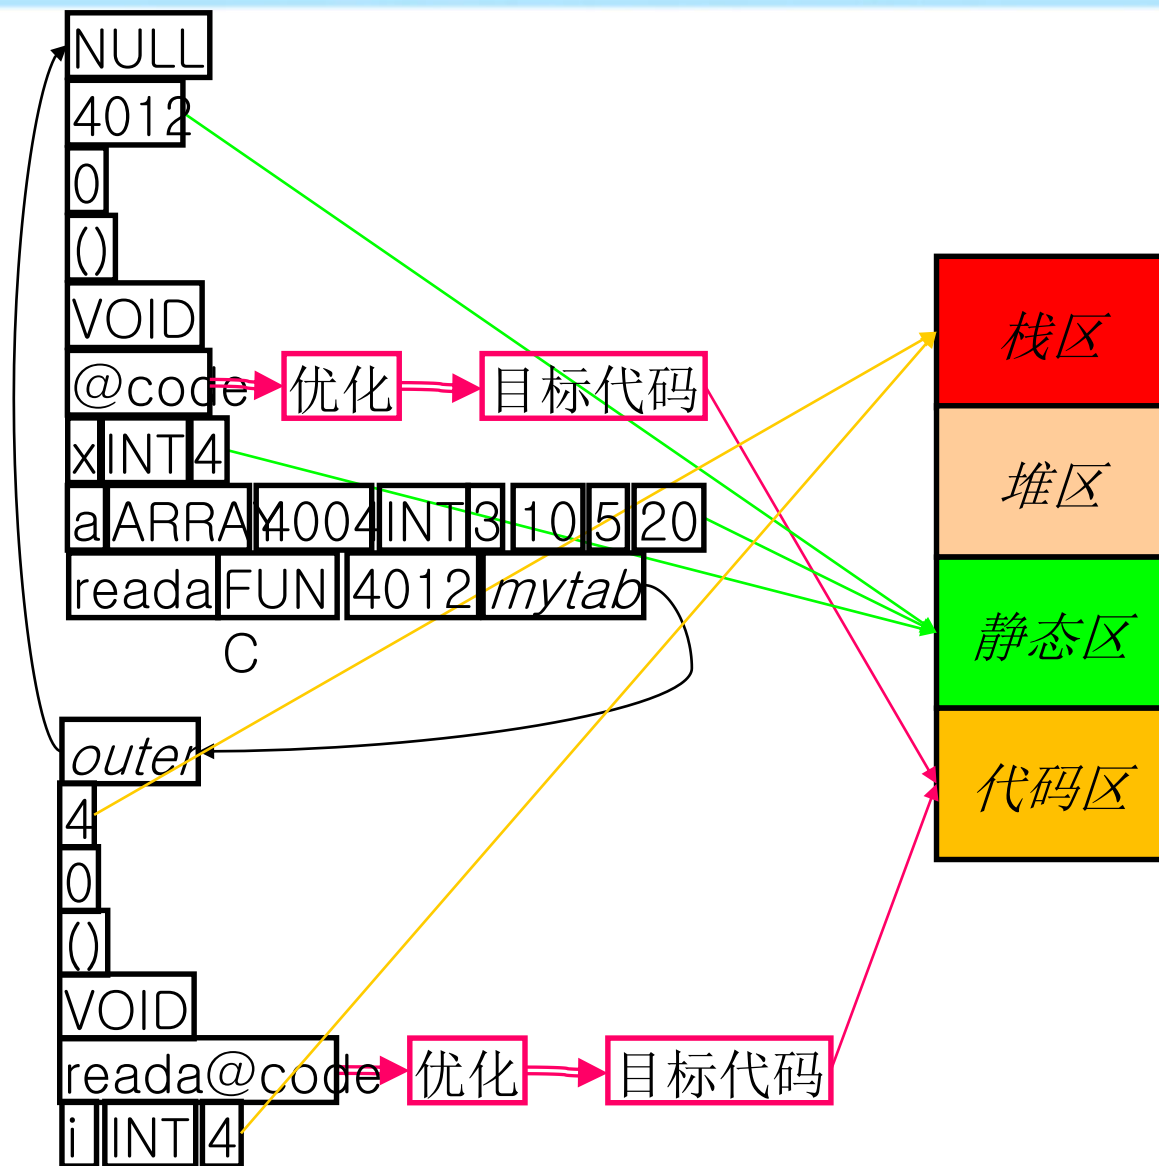 NULL
4012
0
()
VOID
@code 优化 目标代码
x INT 4
a ARRAY 4004 INT 3 10 5 20
reada FUN 4012 mytab
C
outer
4
0
()
VOID
reada@code 优化 目标代码
i INT 4
栈区
堆区
静态区
代码区